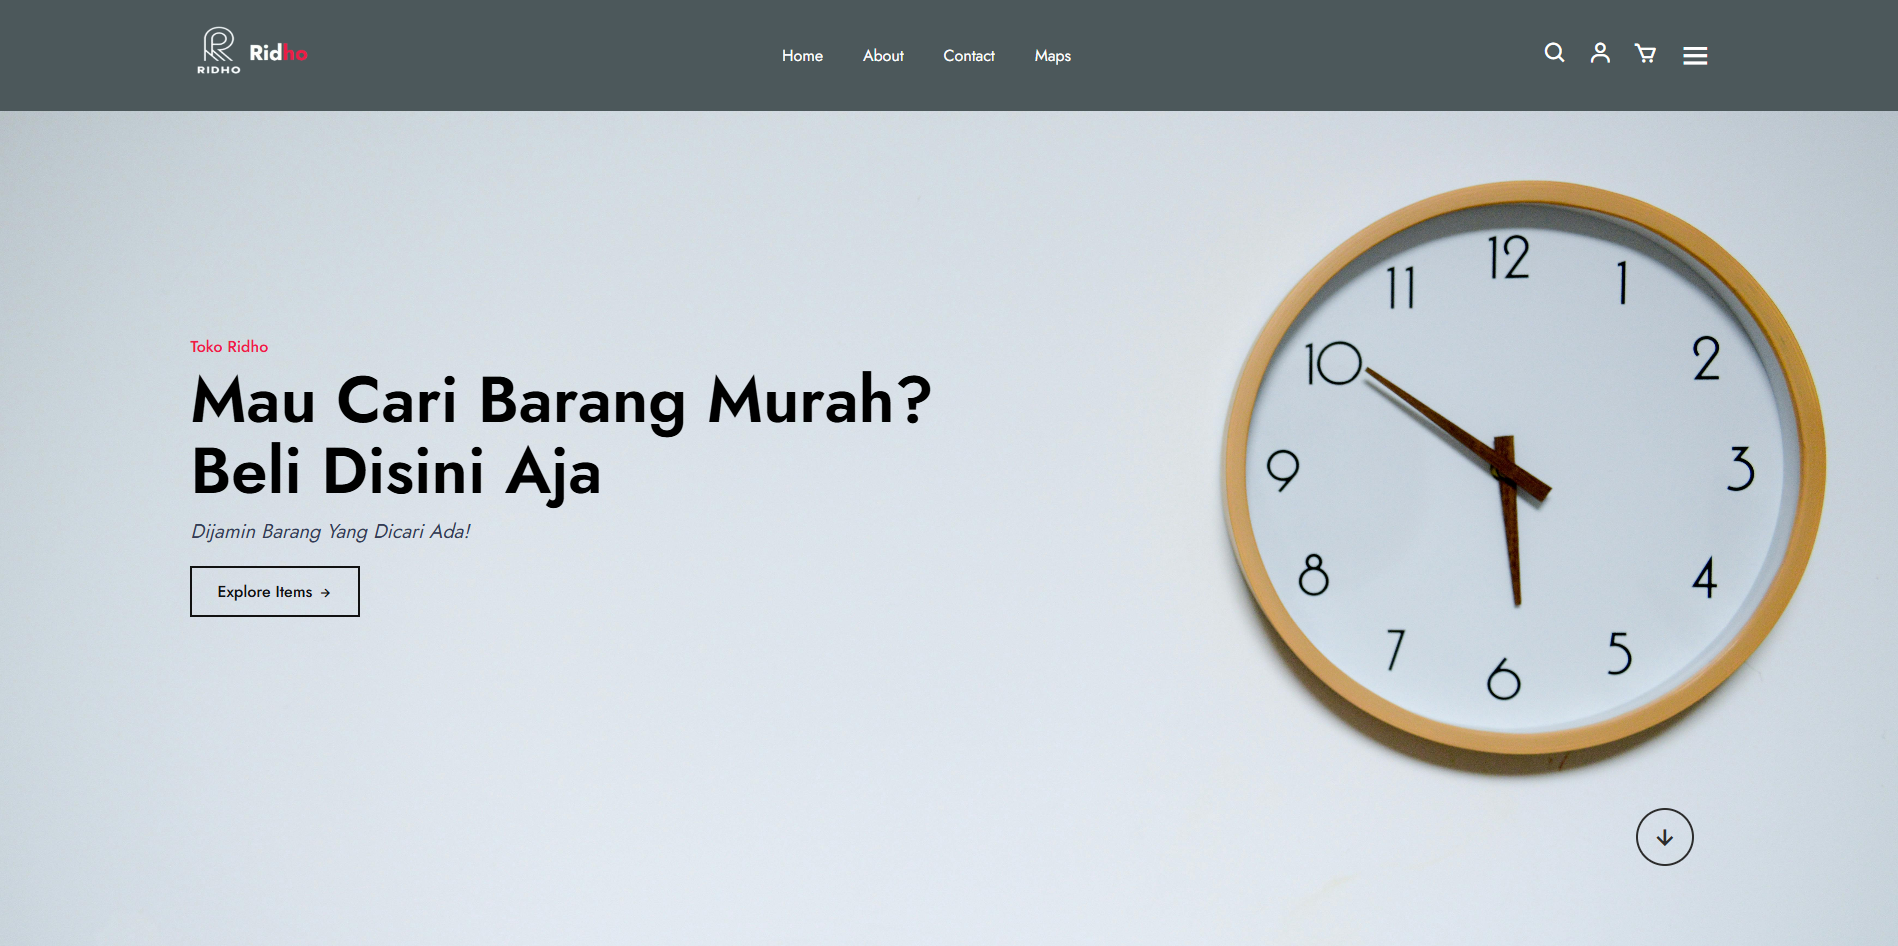 RIDHO
Ridho
Home About Contact Maps
Toko Ridho
Mau Cari Barang Murah?
Beli Disini Aja
Dijamin Barang Yang Dicari Ada!
Explore Items →
12
11 1
10 2
9 3
8 4
7 5
6